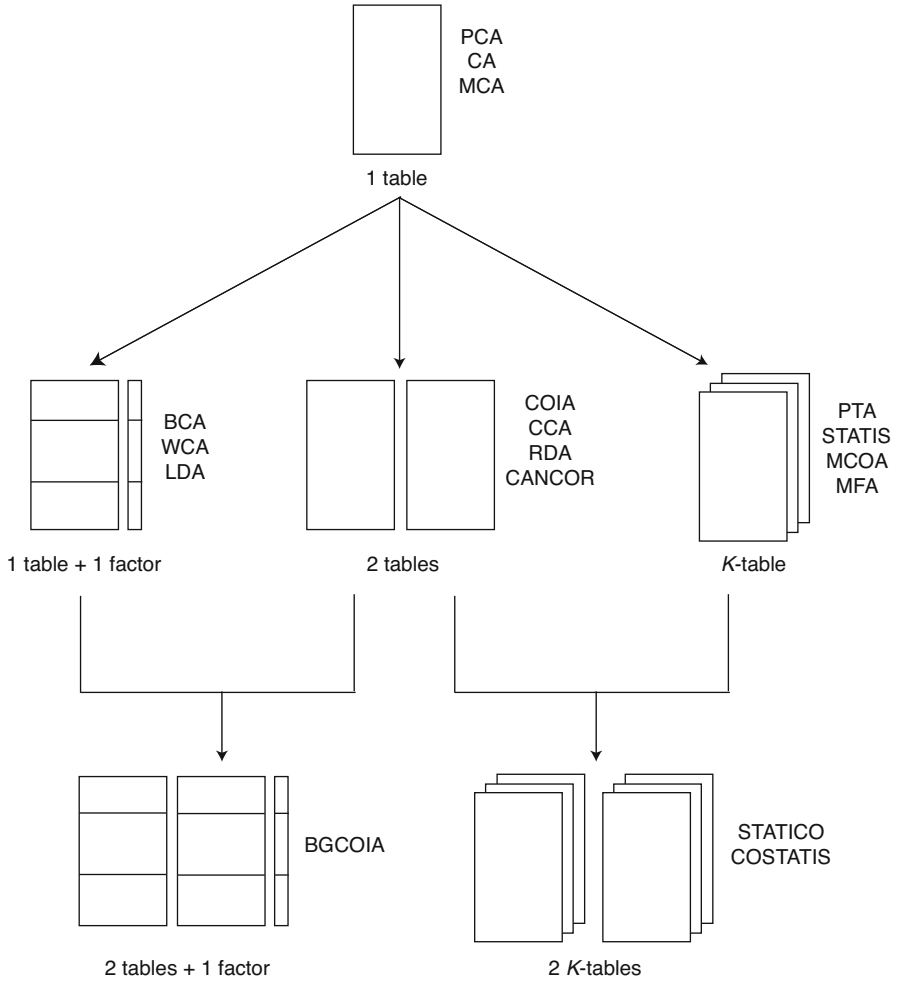 PCA
CA
MCA
1 table
BCA
WCA
LDA
1 table + 1 factor
COIA
CCA
RDA
CANCOR
2 tables
PTA
STATIS
MCOA
MFA
K-table
BGCOIA
2 tables + 1 factor
STATICO
COSTATIS
2 K-tables